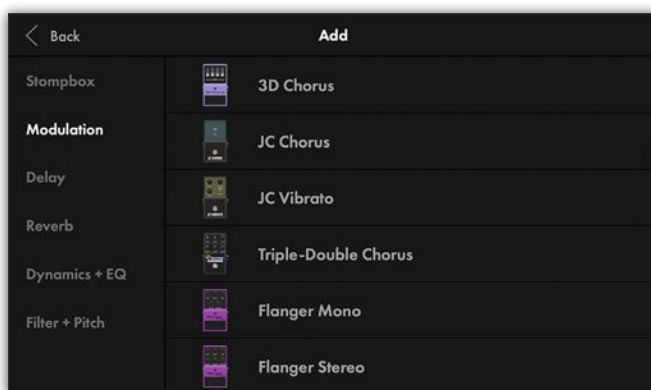 Back
Add
Stompbox
Modulation
Delay
Reverb
Dynamics + EQ
Filter + Pitch
3D Chorus
JC Chorus
JC Vibrato
Triple-Double Chorus
Flanger Mono
Flanger Stereo